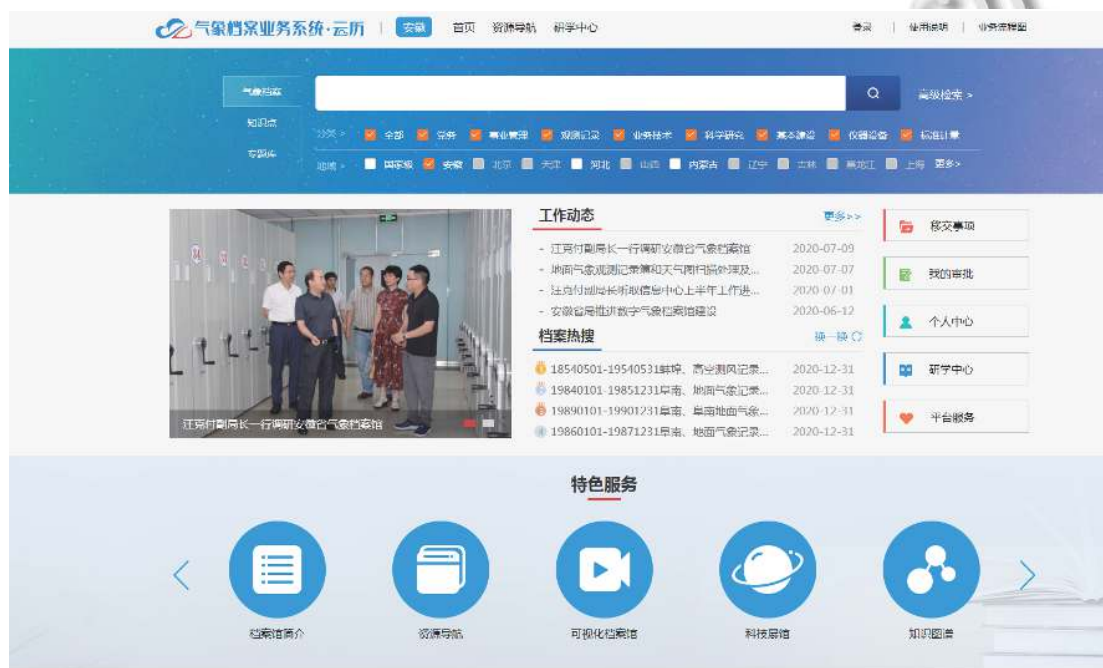 气象档案业务系统·云历 | 安徽 首页 资源导航 研学中心 登录 | 使用说明 | 业务流程图
气象档案 高级检索 >
知识点
分类 > 全部 党务 事业管理 观测记录 业务技术 科学研究 基本建设 仪器设备 标准计量
专题库
地域 > 国家级 安徽 北京 天津 河北 山西 内蒙古 辽宁 吉林 黑龙江 上海 更多>
工作动态 更多>>
- 汪克付副局长一行调研安徽省气象档案馆 2020-07-09
- 地面气象观测记录簿和天气图扫描处理及... 2020-07-07
- 汪克付副局长听取信息中心上半年工作进... 2020-07-01
- 安徽省局推进数字气象档案馆建设 2020-06-12
档案热搜 换一换
18540501-19540531蚌埠、高空测风记录... 2020-12-31
19840101-19851231阜南、地面气象记录... 2020-12-31
19890101-19901231阜南、阜南地面气象... 2020-12-31
4 19860101-19871231阜南、地面气象记录... 2020-12-31
汪克付副局长一行调研安徽省气象档案馆
移交事项
我的审批
个人中心
研学中心
平台服务
特色服务
档案馆简介 资源导航 可视化档案馆 科技展馆 知识图谱